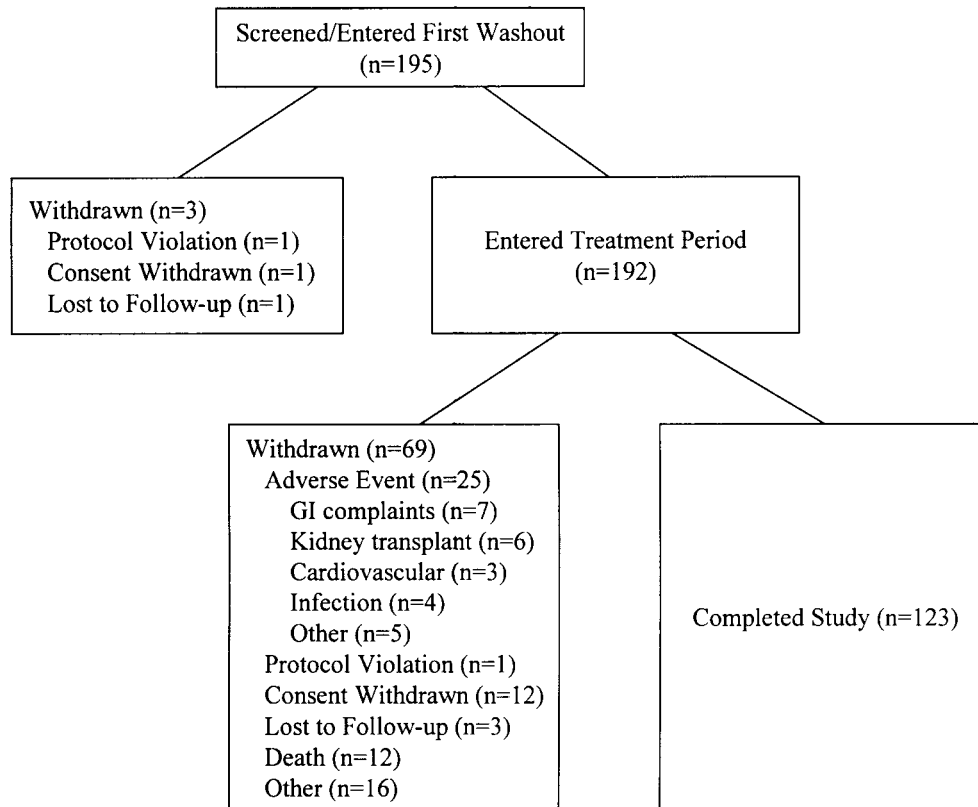 Screened/Entered First Washout
(n=195)
Withdrawn (n=3)
Protocol Violation (n=1)
Consent Withdrawn (n=1)
Lost to Follow-up (n=1)
Entered Treatment Period
(n=192)
Withdrawn (n=69)
Adverse Event (n=25)
GI complaints (n=7)
Kidney transplant (n=6)
Cardiovascular (n=3)
Infection (n=4)
Other (n=5)
Protocol Violation (n=1)
Consent Withdrawn (n=12)
Lost to Follow-up (n=3)
Death (n=12)
Other (n=16)
Completed Study (n=123)